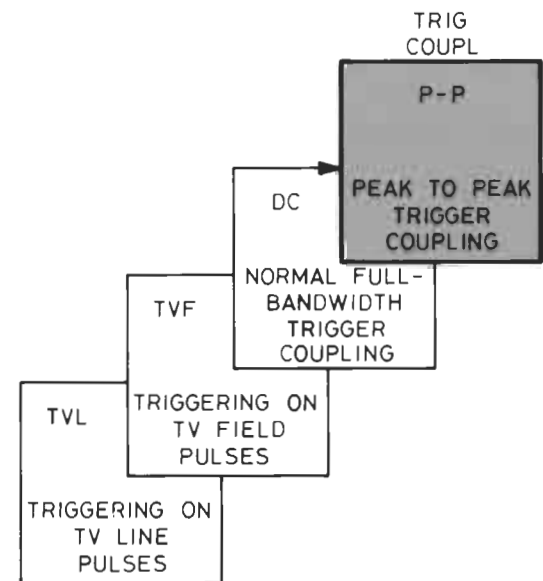 TRIG
COUPL
P-P
PEAK TO PEAK
TRIGGER
COUPLING
DC
NORMAL FULL-
BANDWIDTH
TRIGGER
COUPLING
TVF
TRIGGERING ON
TV FIELD
PULSES
TVL
TRIGGERING ON
TV LINE
PULSES